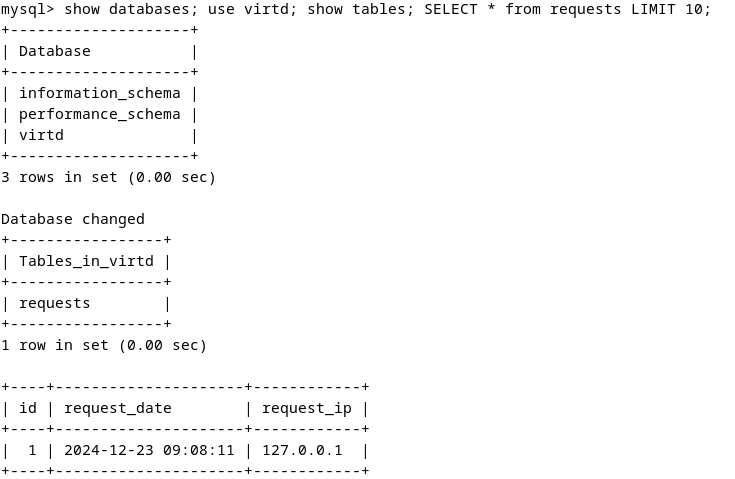 mysql> show databases; use virtd; show tables; SELECT * from requests LIMIT 10;
+--------------------+
| Database           |
+--------------------+
| information_schema |
| performance_schema |
| virtd              |
+--------------------+
3 rows in set (0.00 sec)

Database changed
+-----------------+
| Tables_in_virtd |
+-----------------+
| requests        |
+-----------------+
1 row in set (0.00 sec)

+----+---------------------+------------+
| id | request_date        | request_ip |
+----+---------------------+------------+
|  1 | 2024-12-23 09:08:11 | 127.0.0.1  |
+----+---------------------+------------+